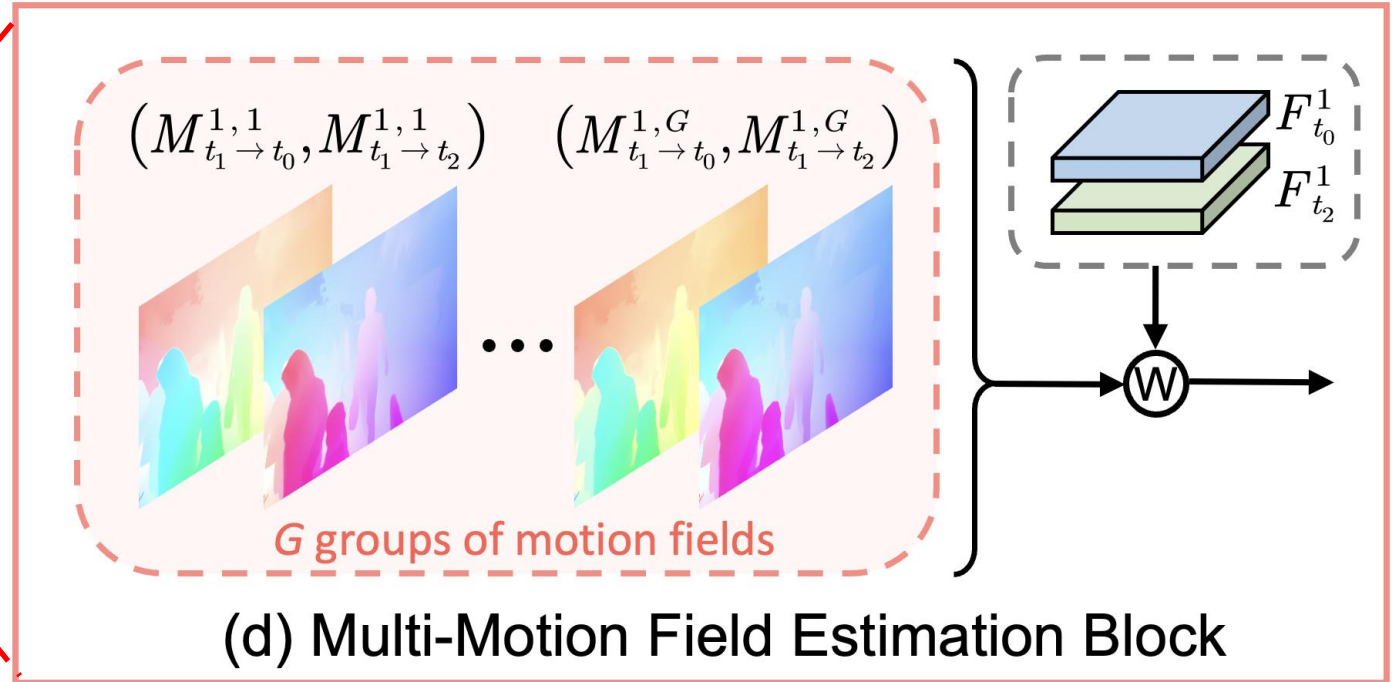 (M^{1,1}_{t_1→t_0}, M^{1,1}_{t_1→t_2}) (M^{1,G}_{t_1→t_0}, M^{1,G}_{t_1→t_2})
F^1_{t_0}
F^1_{t_2}
...
W
G groups of motion fields
(d) Multi-Motion Field Estimation Block